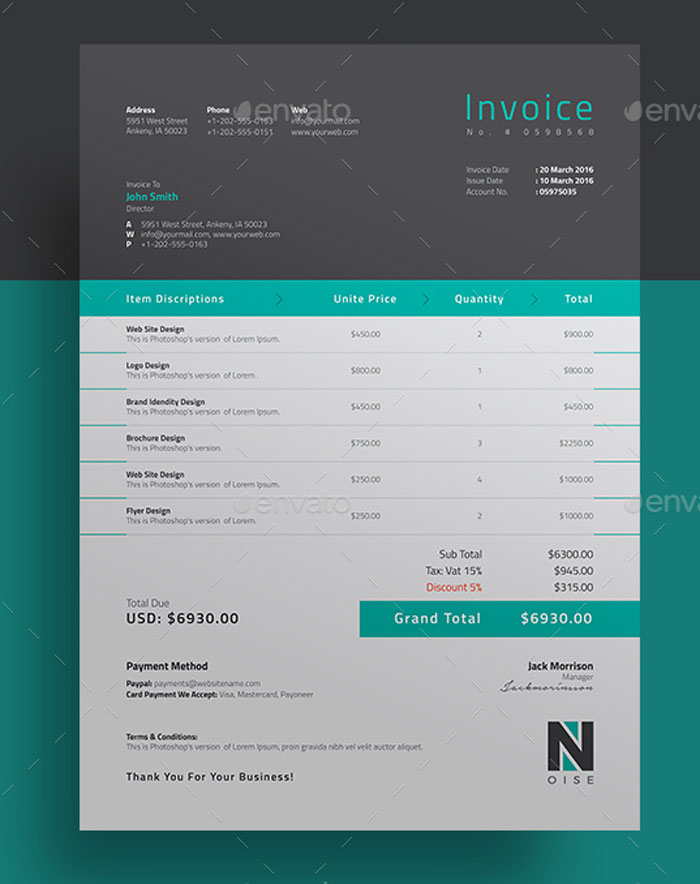 Address
5951 West Street
Ankeny, IA 50023
Phone
+1-202-555-0163
+1-202-555-0151
Web
info@yourmail.com
www.yourweb.com
envato
enva
Invoice
No. # 0598568
Invoice Date : 20 March 2016
Issue Date : 10 March 2016
Account No. : 05975035
Invoice To
John Smith
Director
A 5951 West Street, Ankeny, IA 50023
W info@yourmail.com, www.yourweb.com
P +1-202-555-0163
Item Discriptions Unite Price Quantity Total
Web Site Design
This is Photoshop's version of Lorem Ipsum. $450.00 2 $900.00
Logo Design
This is Photoshop's version of Lorem . $800.00 1 $800.00
Brand Idendity Design
This is Photoshop's version of Lorem Ipsum. $450.00 1 $450.00
Brochure Design
This is Photoshop's version. $750.00 3 $2250.00
Web Site Design
This is Photoshop's version of Lorem Ipsum. $250.00 4 $1000.00
Flyer Design
This is Photoshop's version of Lorem. $250.00 2 $1000.00
envato
enva
Sub Total $6300.00
Tax: Vat 15% $945.00
Discount 5% $315.00
Total Due
USD: $6930.00
Grand Total $6930.00
Payment Method
Paypal: payments@websitename.com
Card Payment We Accept: Visa, Mastercard, Payoneer
Jack Morrison
Manager
Jackmorinsson
Terms & Conditions:
This is Photoshop's version of Lorem Ipsum, proin gravida nibh vel velit auctor aliquet.
Thank You For Your Business!
N
OISE